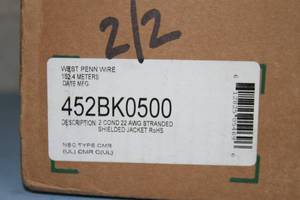 2/2
WEST PENN WIRE
152.4 METERS
DATE MFG
452BK0500
DESCRIPTION 2 COND 22 AWG STRANDED
SHIELDED JACKET RoHS
NEC TYPE CMR
(UL) CMR C(UL)